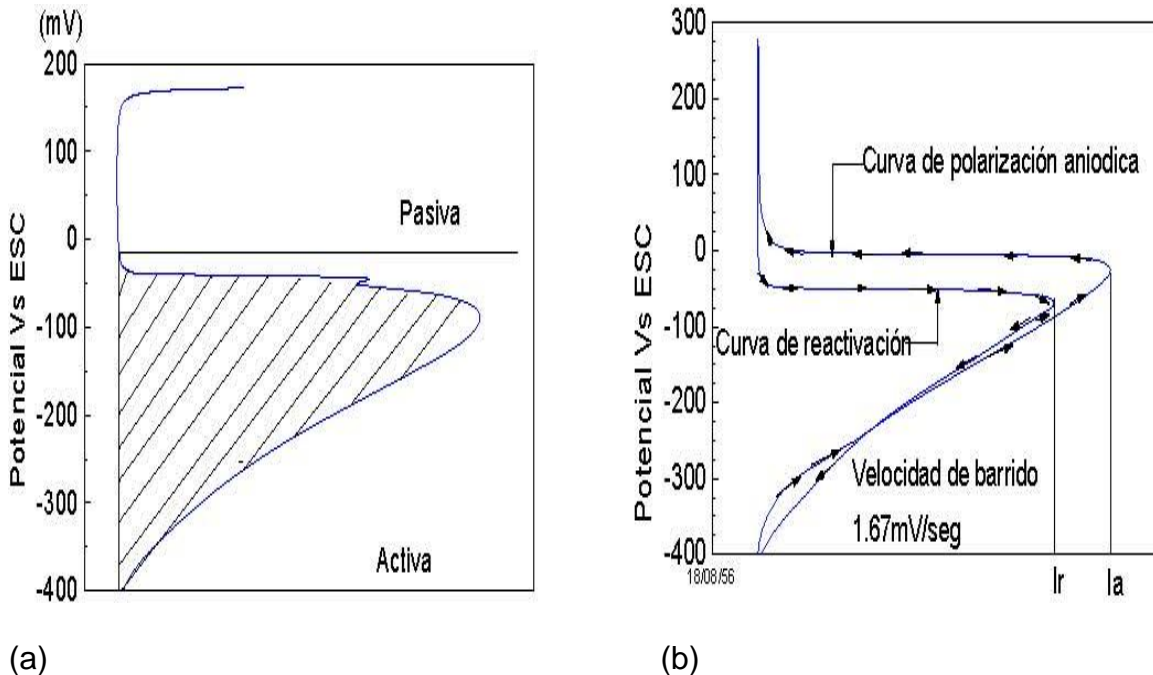 (mV)
200
100
0
-100
-200
-300
-400
Potencial Vs ESC
Pasiva
Activa
(a)
300
200
100
0
-100
-200
-300
-400
Potencial Vs ESC
Curva de polarización aniodica
Curva de reactivación
Velocidad de barrido
1.67mV/seg
18/08/56
Ir
Ia
(b)